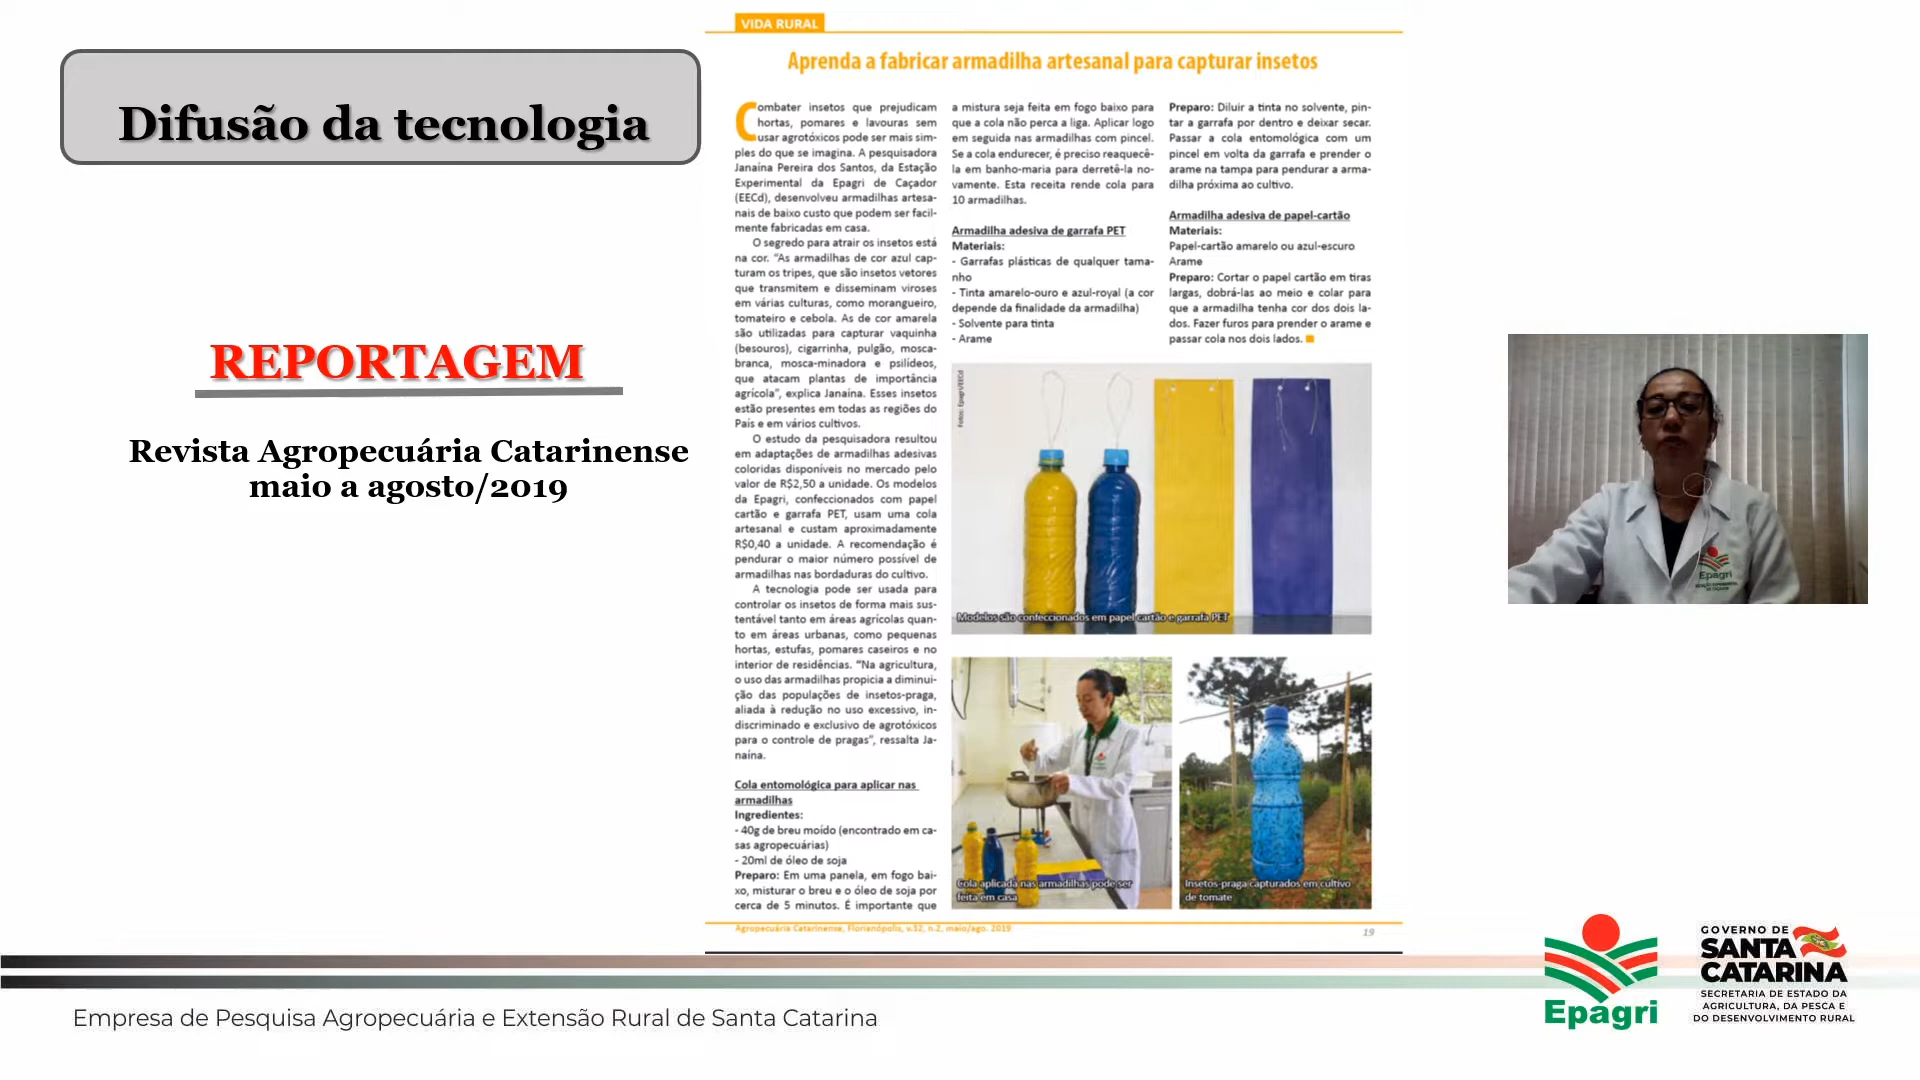 Difusão da tecnologia
REPORTAGEM
Revista Agropecuária Catarinense
maio a agosto/2019
VIDA RURAL
Aprenda a fabricar armadilha artesanal para capturar insetos
Combater insetos que prejudicam
hortas, pomares e lavouras sem
usar agrotóxicos pode ser mais sim-
ples do que se imagina. A pesquisadora
Janaína Pereira dos Santos, da Estação
Experimental da Epagri de Caçador
(EECd), desenvolveu armadilhas artesa-
nais de baixo custo que podem ser facil-
mente fabricadas em casa.
O segredo para atrair os insetos está
na cor. “As armadilhas de cor azul cap-
turam os tripes, que são insetos vetores
que transmitem e disseminam viroses
em várias culturas, como morangueiro,
tomateiro e cebola. As de cor amarela
são utilizadas para capturar vaquinha
(besouros), cigarrinha, pulgão, mosca-
branca, mosca-minadora e psilídeos,
que atacam plantas de importância
agrícola”, explica Janaína. Esses insetos
estão presentes em todas as regiões do
País e em vários cultivos.
O estudo da pesquisadora resultou
em adaptações de armadilhas adesivas
coloridas disponíveis no mercado pelo
valor de R$2,50 a unidade. Os modelos
da Epagri, confeccionados com papel
cartão e garrafa PET, usam uma cola
artesanal e custam aproximadamente
R$0,40 a unidade. A recomendação é
pendurar o maior número possível de
armadilhas nas bordaduras do cultivo.
A tecnologia pode ser usada para
controlar os insetos de forma mais sus-
tentável tanto em áreas agrícolas quan-
to em áreas urbanas, como pequenas
hortas, estufas, pomares caseiros e no
interior de residências. “Na agricultura,
o uso das armadilhas propicia a diminui-
ção das populações de insetos-praga,
aliada à redução no uso excessivo, in-
discriminado e exclusivo de agrotóxicos
para o controle de pragas”, ressalta Ja-
naína.
Cola entomológica para aplicar nas
armadilhas
Ingredientes:
- 40g de breu moído (encontrado em ca-
sas agropecuárias)
- 20ml de óleo de soja
Preparo: Em uma panela, em fogo bai-
xo, misturar o breu e o óleo de soja por
cerca de 5 minutos. É importante que
a mistura seja feita em fogo baixo para
que a cola não perca a liga. Aplicar logo
em seguida nas armadilhas com pincel.
Se a cola endurecer, é preciso reaquecê-
la em banho-maria para derretê-la no-
vamente. Esta receita rende cola para
10 armadilhas.
Armadilha adesiva de garrafa PET
Materiais:
- Garrafas plásticas de qualquer tama-
nho
- Tinta amarelo-ouro e azul-royal (a cor
depende da finalidade da armadilha)
- Solvente para tinta
- Arame
Preparo: Diluir a tinta no solvente, pin-
tar a garrafa por dentro e deixar secar.
Passar a cola entomológica com um
pincel em volta da garrafa e prender o
arame na tampa para pendurar a arma-
dilha próxima ao cultivo.
Armadilha adesiva de papel-cartão
Materiais:
Papel-cartão amarelo ou azul-escuro
Arame
Preparo: Cortar o papel cartão em tiras
largas, dobrá-las ao meio e colar para
que a armadilha tenha cor dos dois la-
dos. Fazer furos para prender o arame e
passar cola nos dois lados.
Fotos: Epagri/EECd
Modelos são confeccionados em papel cartão e garrafa PET
Cola aplicada nas armadilhas pode ser
feita em casa
Insetos-praga capturados em cultivo
de tomate
Agropecuária Catarinense, Florianópolis, v.32, n.2, maio/ago. 2019
19
Epagri
Empresa de Pesquisa Agropecuária e Extensão Rural de Santa Catarina
Epagri
GOVERNO DE
SANTA
CATARINA
SECRETARIA DE ESTADO DA
AGRICULTURA, DA PESCA E
DO DESENVOLVIMENTO RURAL